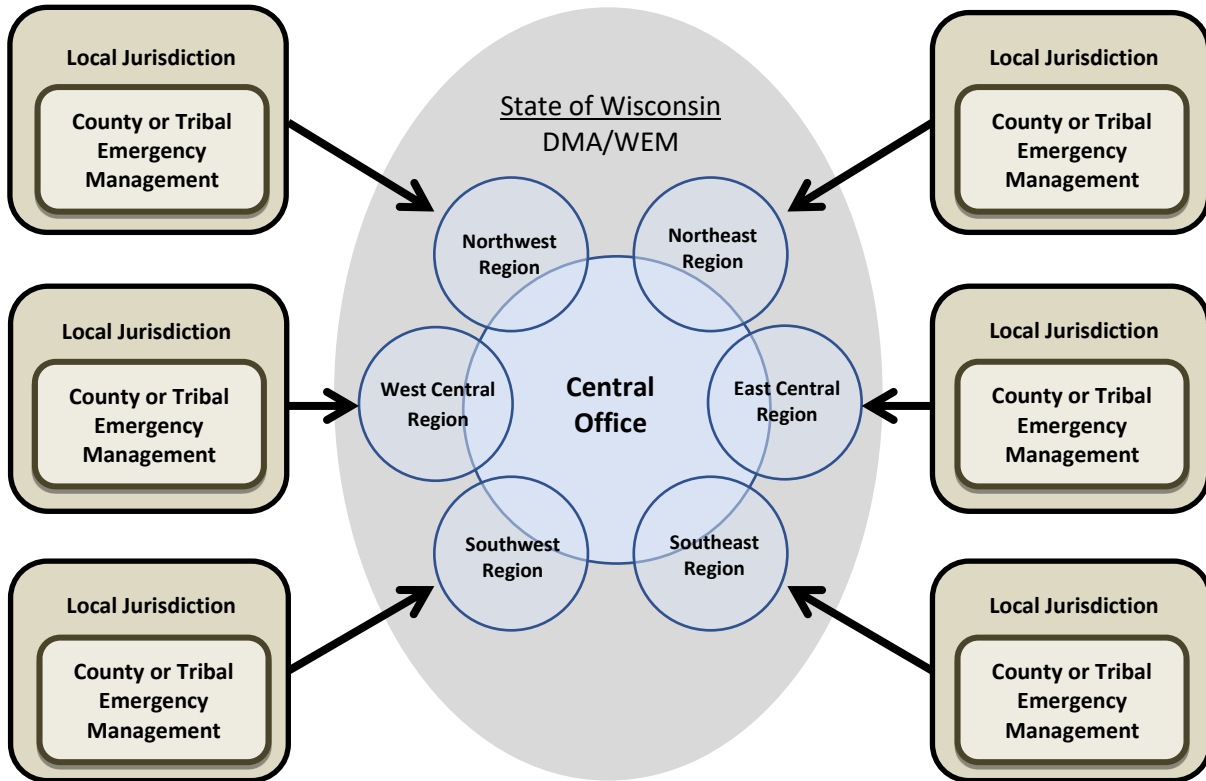 Local Jurisdiction
County or Tribal
Emergency
Management
Local Jurisdiction
County or Tribal
Emergency
Management
Local Jurisdiction
County or Tribal
Emergency
Management
State of Wisconsin
DMA/WEM
Northwest
Region
Northeast
Region
West Central
Region
Central
Office
East Central
Region
Southwest
Region
Southeast
Region
Local Jurisdiction
County or Tribal
Emergency
Management
Local Jurisdiction
County or Tribal
Emergency
Management
Local Jurisdiction
County or Tribal
Emergency
Management